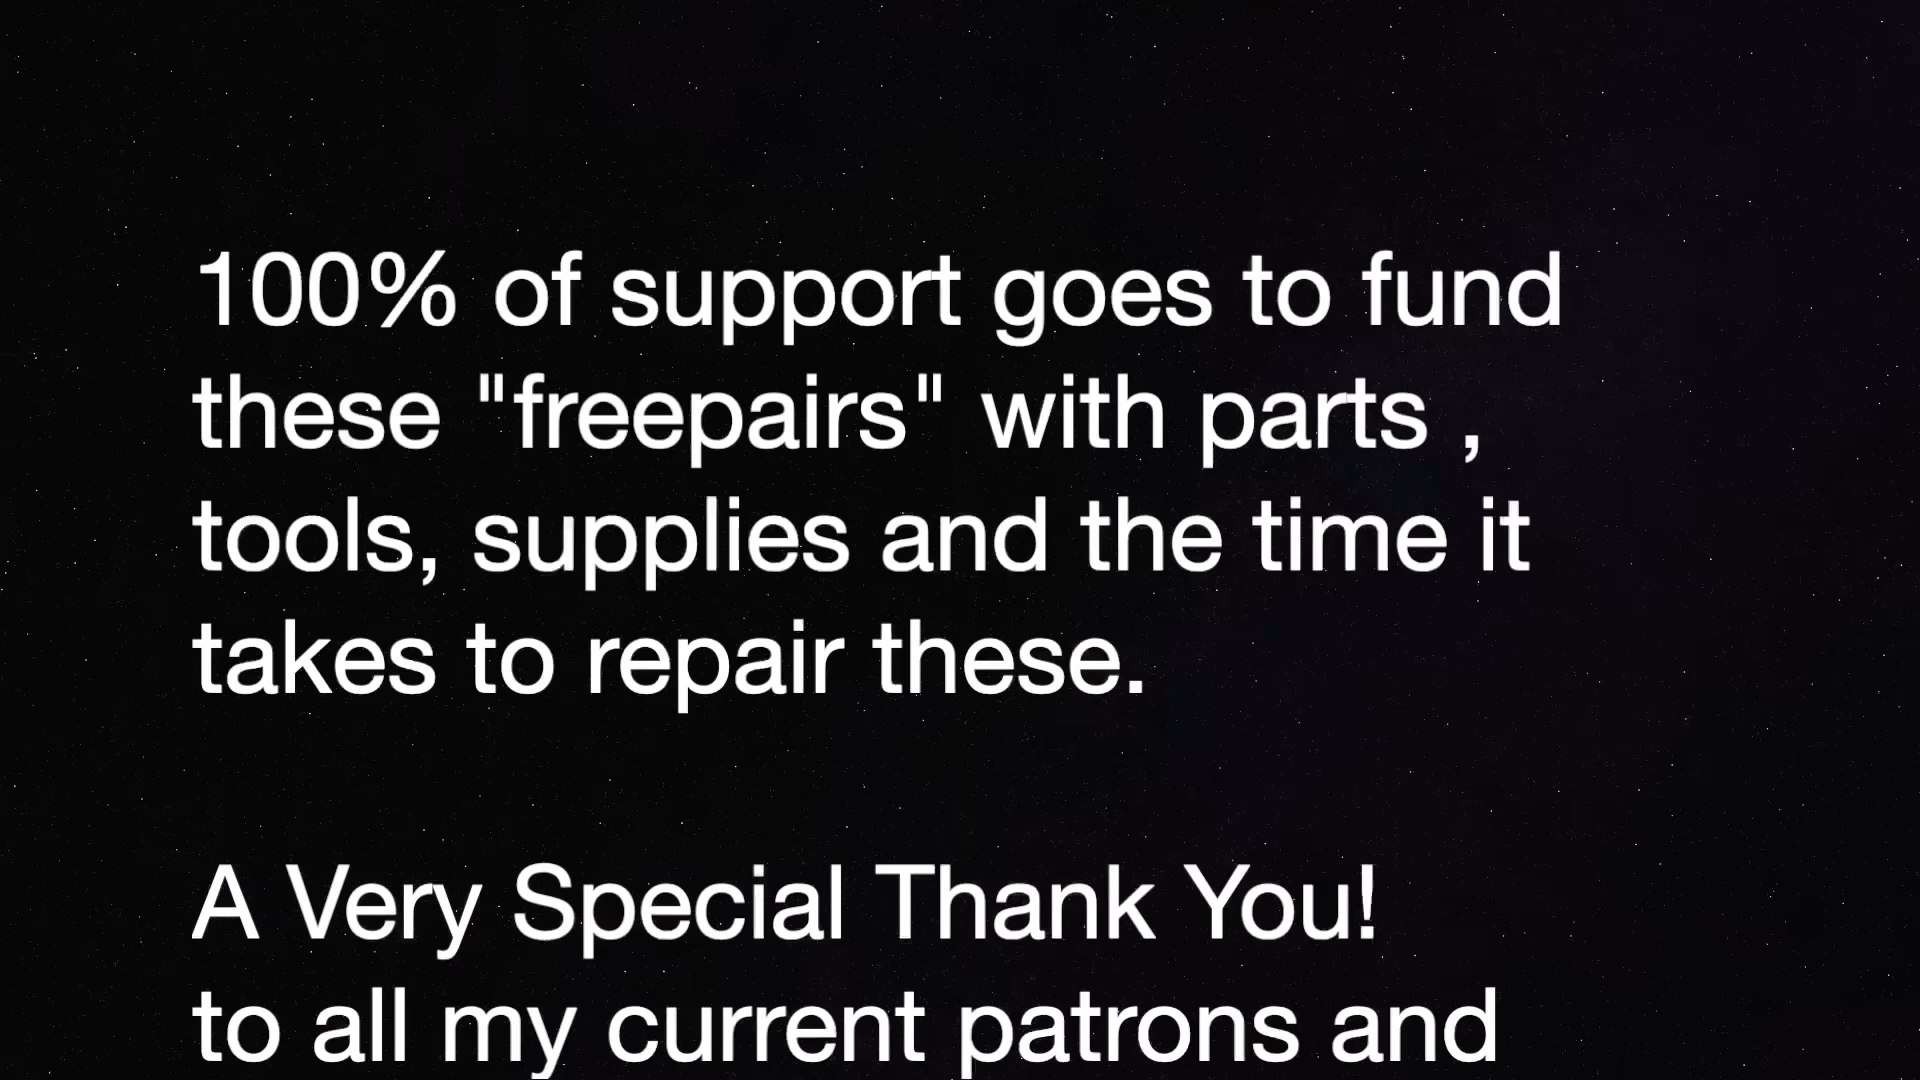 100% of support goes to fund
these "freepairs" with parts ,
tools, supplies and the time it
takes to repair these.
A Very Special Thank You!
to all my current patrons and